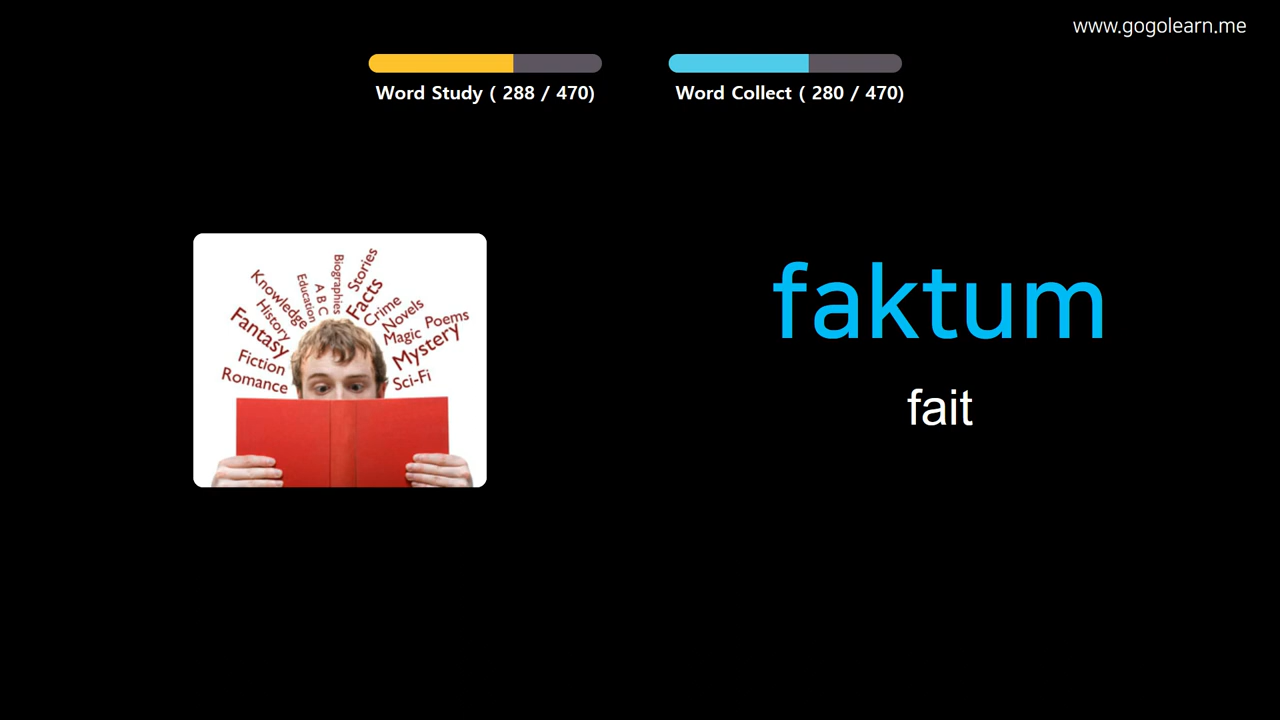 www.gogolearn.me
Word Study ( 288 / 470)
Word Collect ( 280 / 470)
Knowledge
History
Fantasy
Fiction
Romance
Education
A B C
Biographies
Stories
Facts
Crime
Novels
Magic
Poems
Mystery
Sci-Fi
faktum
fait